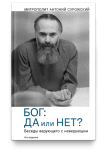 МИТРОПОЛИТ АНТОНИЙ СУРОЖСКИЙ
БОГ:
ДА или НЕТ?
Беседы верующего с неверующим